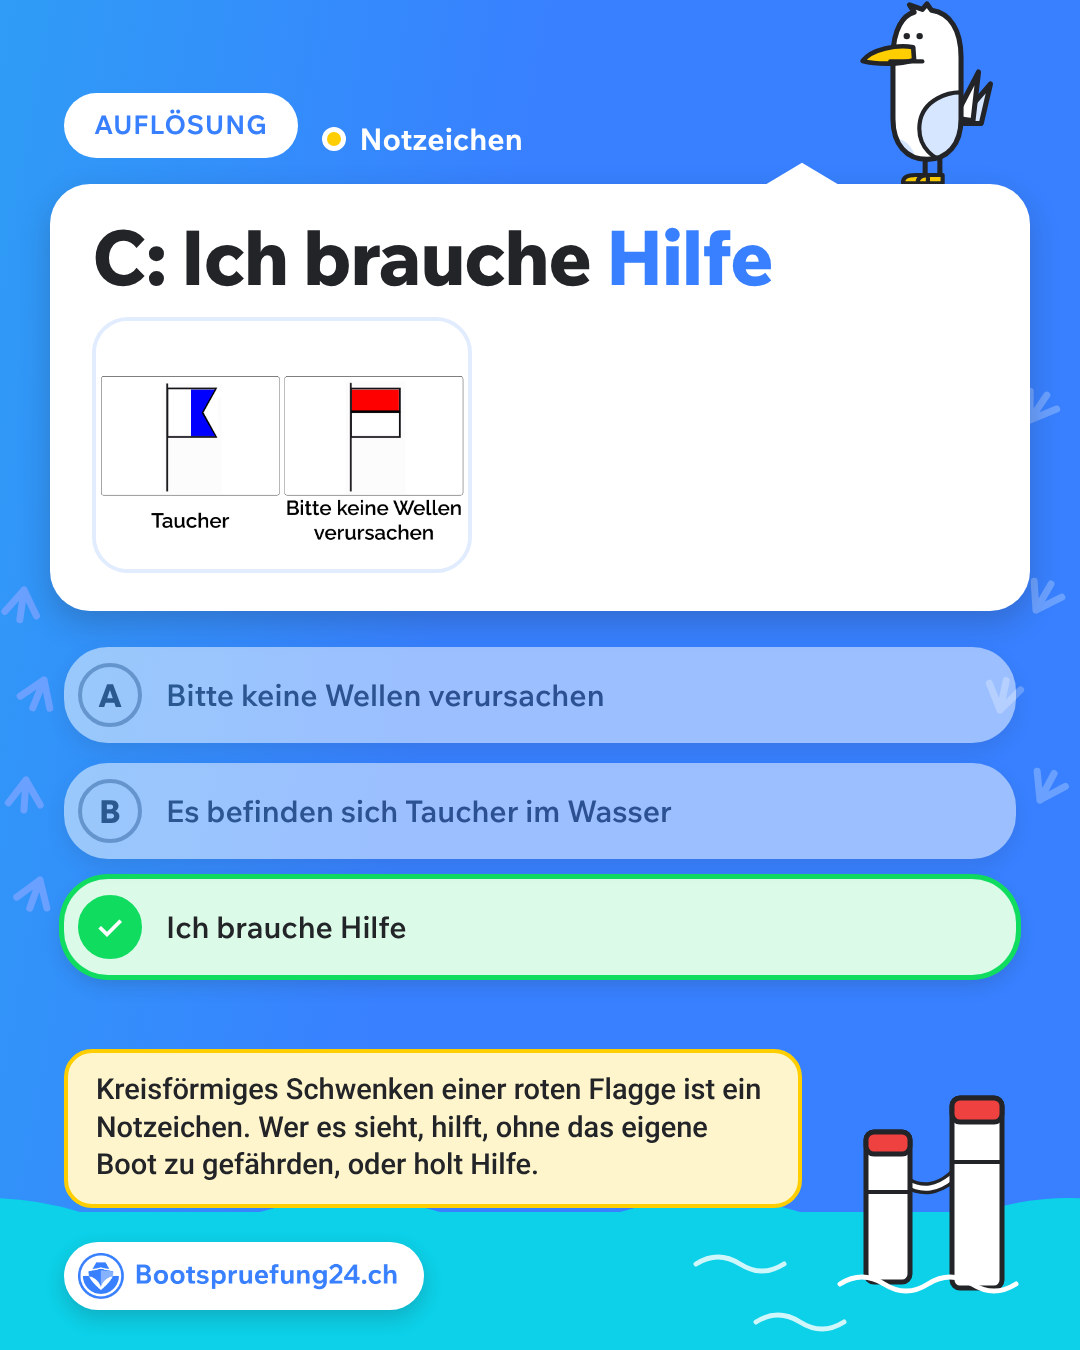 AUFLÖSUNG
Notzeichen
C: Ich brauche Hilfe
Taucher
Bitte keine Wellen
verursachen
A Bitte keine Wellen verursachen
B Es befinden sich Taucher im Wasser
Ich brauche Hilfe
Kreisförmiges Schwenken einer roten Flagge ist ein
Notzeichen. Wer es sieht, hilft, ohne das eigene
Boot zu gefährden, oder holt Hilfe.
Bootspruefung24.ch